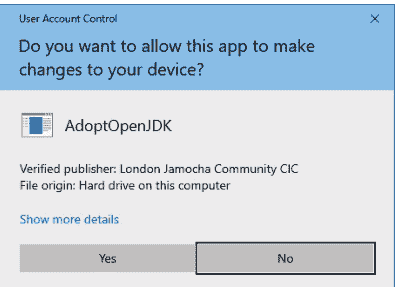 User Account Control
Do you want to allow this app to make
changes to your device?
AdoptOpenJDK
Verified publisher: London Jamocha Community CIC
File origin: Hard drive on this computer
Show more details
Yes
No